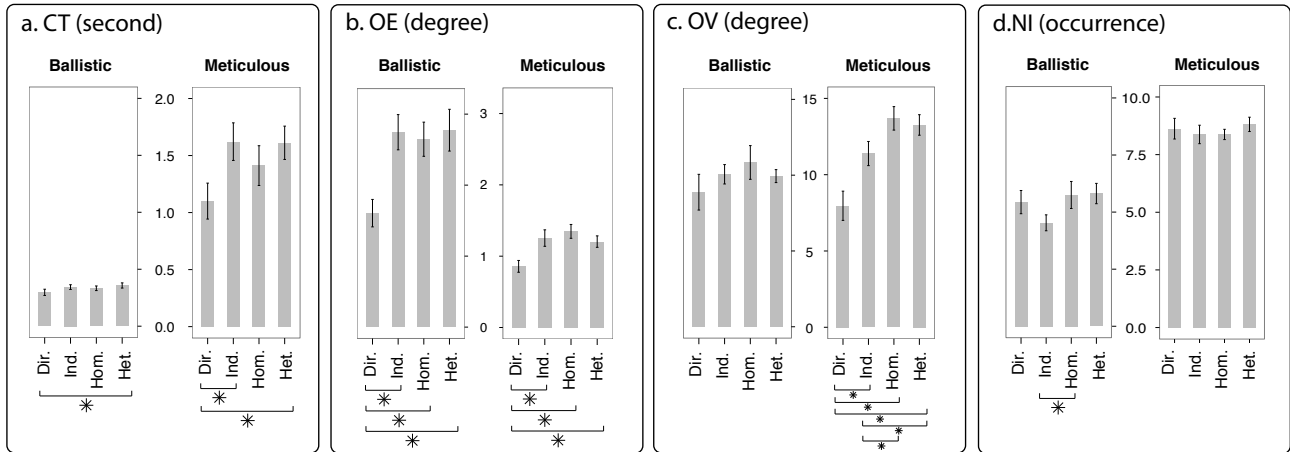 a. CT (second)
Ballistic
Meticulous
2.0
1.5
1.0
0.5
0.0
Dir.
Ind.
Hom.
Het.
*
Dir.
Ind.
Hom.
Het.
*
*
b. OE (degree)
Ballistic
Meticulous
3
2
1
0
Dir.
Ind.
Hom.
Het.
*
*
*
Dir.
Ind.
Hom.
Het.
*
*
*
c. OV (degree)
Ballistic
Meticulous
15
10
5
0
Dir.
Ind.
Hom.
Het.
Dir.
Ind.
Hom.
Het.
*
*
*
*
*
d.NI (occurrence)
Ballistic
Meticulous
10.0
7.5
5.0
2.5
0.0
Dir.
Ind.
Hom.
Het.
*
Dir.
Ind.
Hom.
Het.